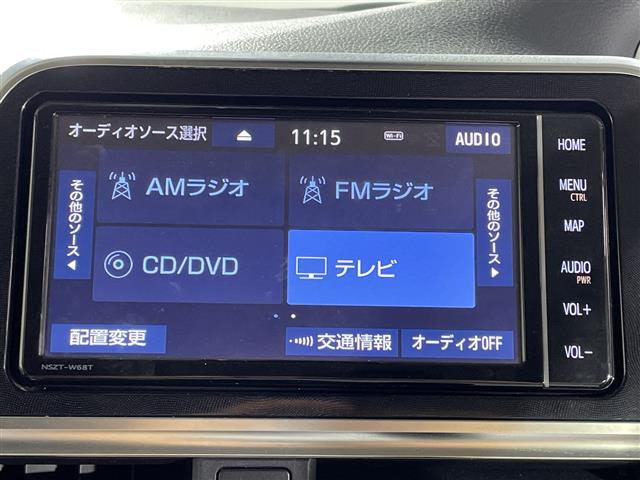 オーディオソース選択
11:15
Wi-Fi
AUDIO
その他のソース
AMラジオ
FMラジオ
その他のソース
CD/DVD
テレビ
配置変更
交通情報
オーディオOFF
NSZT-W68T
HOME
MENU
CTRL
MAP
AUDIO
PWR
VOL+
VOL-